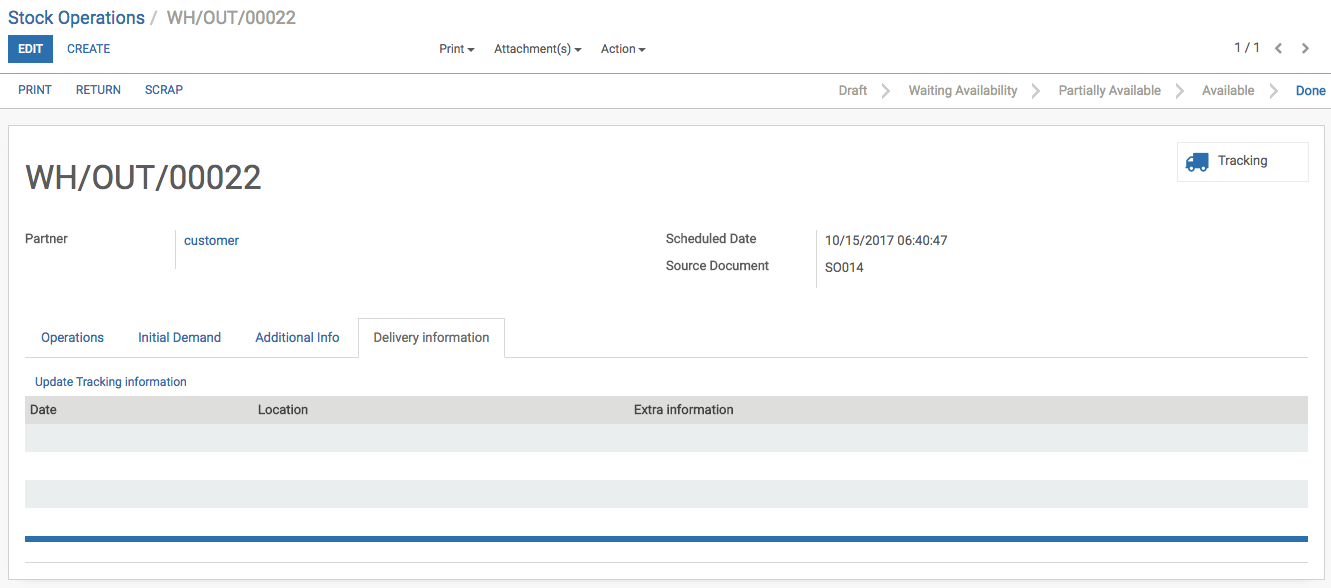 Stock Operations / WH/OUT/00022
EDIT CREATE Print Attachment(s) Action 1 / 1
PRINT RETURN SCRAP Draft Waiting Availability Partially Available Available Done
Tracking
WH/OUT/00022
Partner customer Scheduled Date 10/15/2017 06:40:47
Source Document SO014
Operations Initial Demand Additional Info Delivery information
Update Tracking information
Date Location Extra information